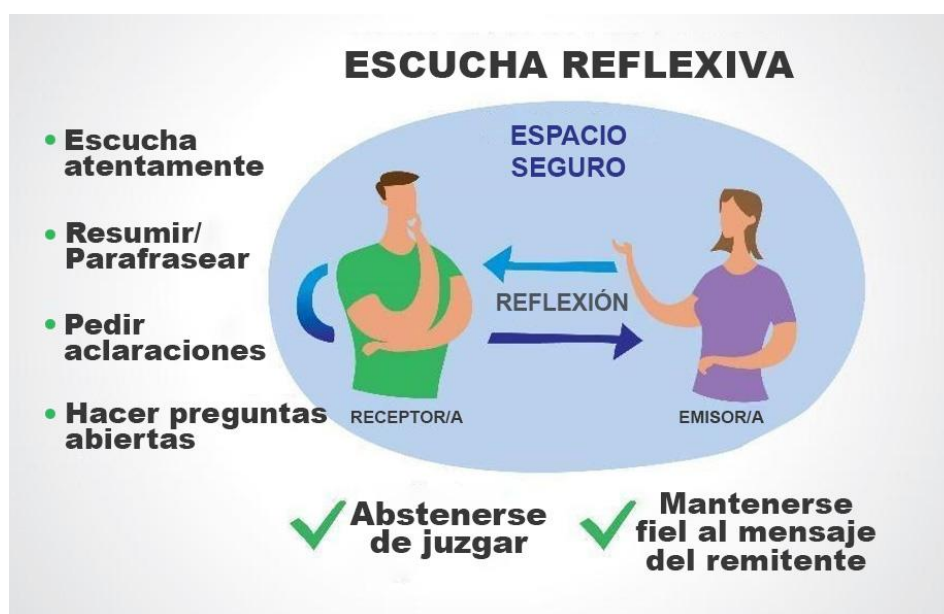 ESCUCHA REFLEXIVA
• Escucha
atentamente
• Resumir/
Parafrasear
• Pedir
aclaraciones
• Hacer preguntas
abiertas
ESPACIO
SEGURO
REFLEXIÓN
RECEPTOR/A
EMISOR/A
Abstenerse
de juzgar
Mantenerse
fiel al mensaje
del remitente